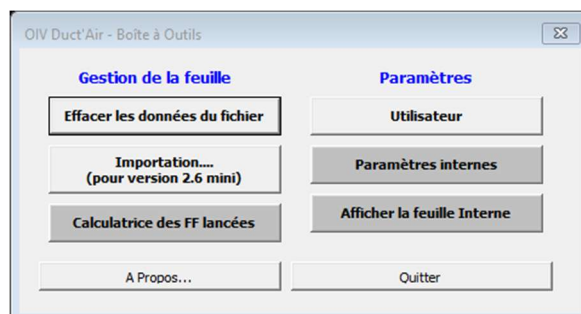 OIV Duct'Air - Boîte à Outils
Gestion de la feuille
Effacer les données du fichier
Importation....
(pour version 2.6 mini)
Calculatrice des FF lancées
Paramètres
Utilisateur
Paramètres internes
Afficher la feuille Interne
A Propos...
Quitter